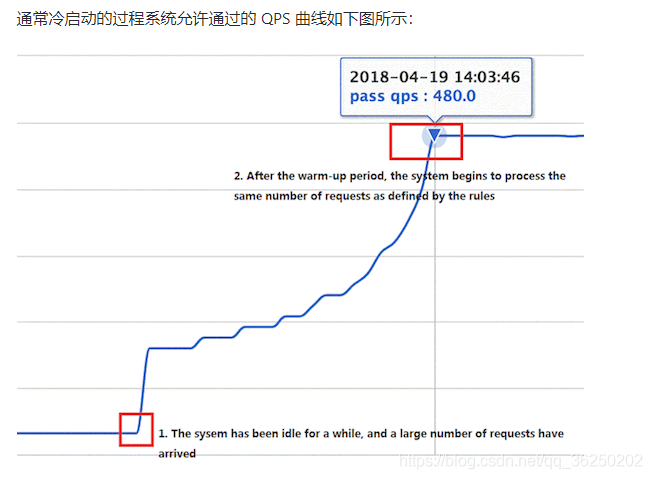 通常冷启动的过程系统允许通过的 QPS 曲线如下图所示：
2018-04-19 14:03:46
pass qps : 480.0
2. After the warm-up period, the system begins to process the
same number of requests as defined by the rules
1. The sysem has been idle for a while, and a large number of requests have
arrived
https://blog.csdn.net/qq_36250202